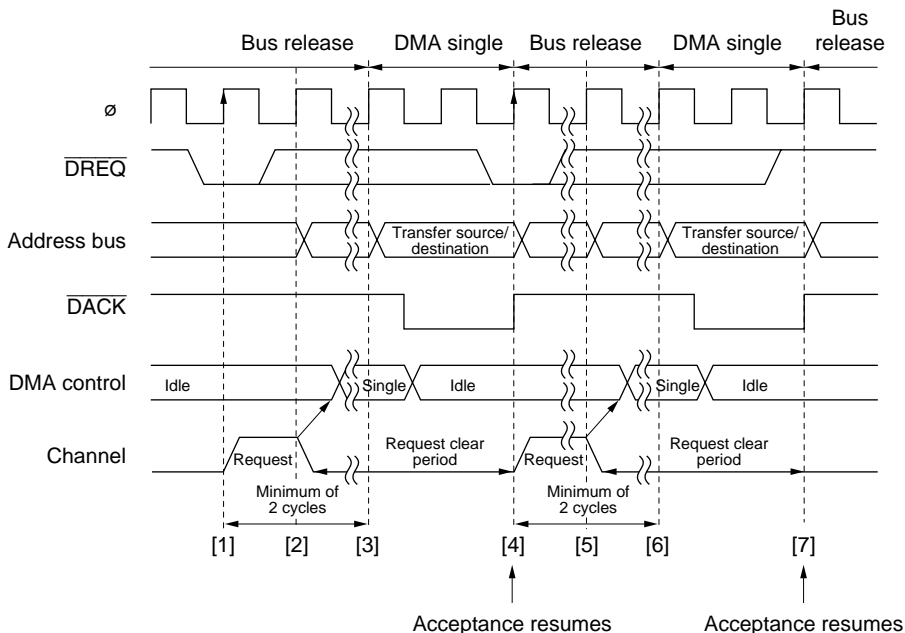 Bus release
DMA single
Bus release
DMA single
Bus
release
ø
DREQ
Address bus
Transfer source/
destination
Transfer source/
destination
DACK
DMA control
Idle
Single
Idle
Single
Idle
Channel
Request
Request clear
period
Request
Request clear
period
Minimum of
2 cycles
Minimum of
2 cycles
[1]
[2]
[3]
[4]
[5]
[6]
[7]
Acceptance resumes
Acceptance resumes